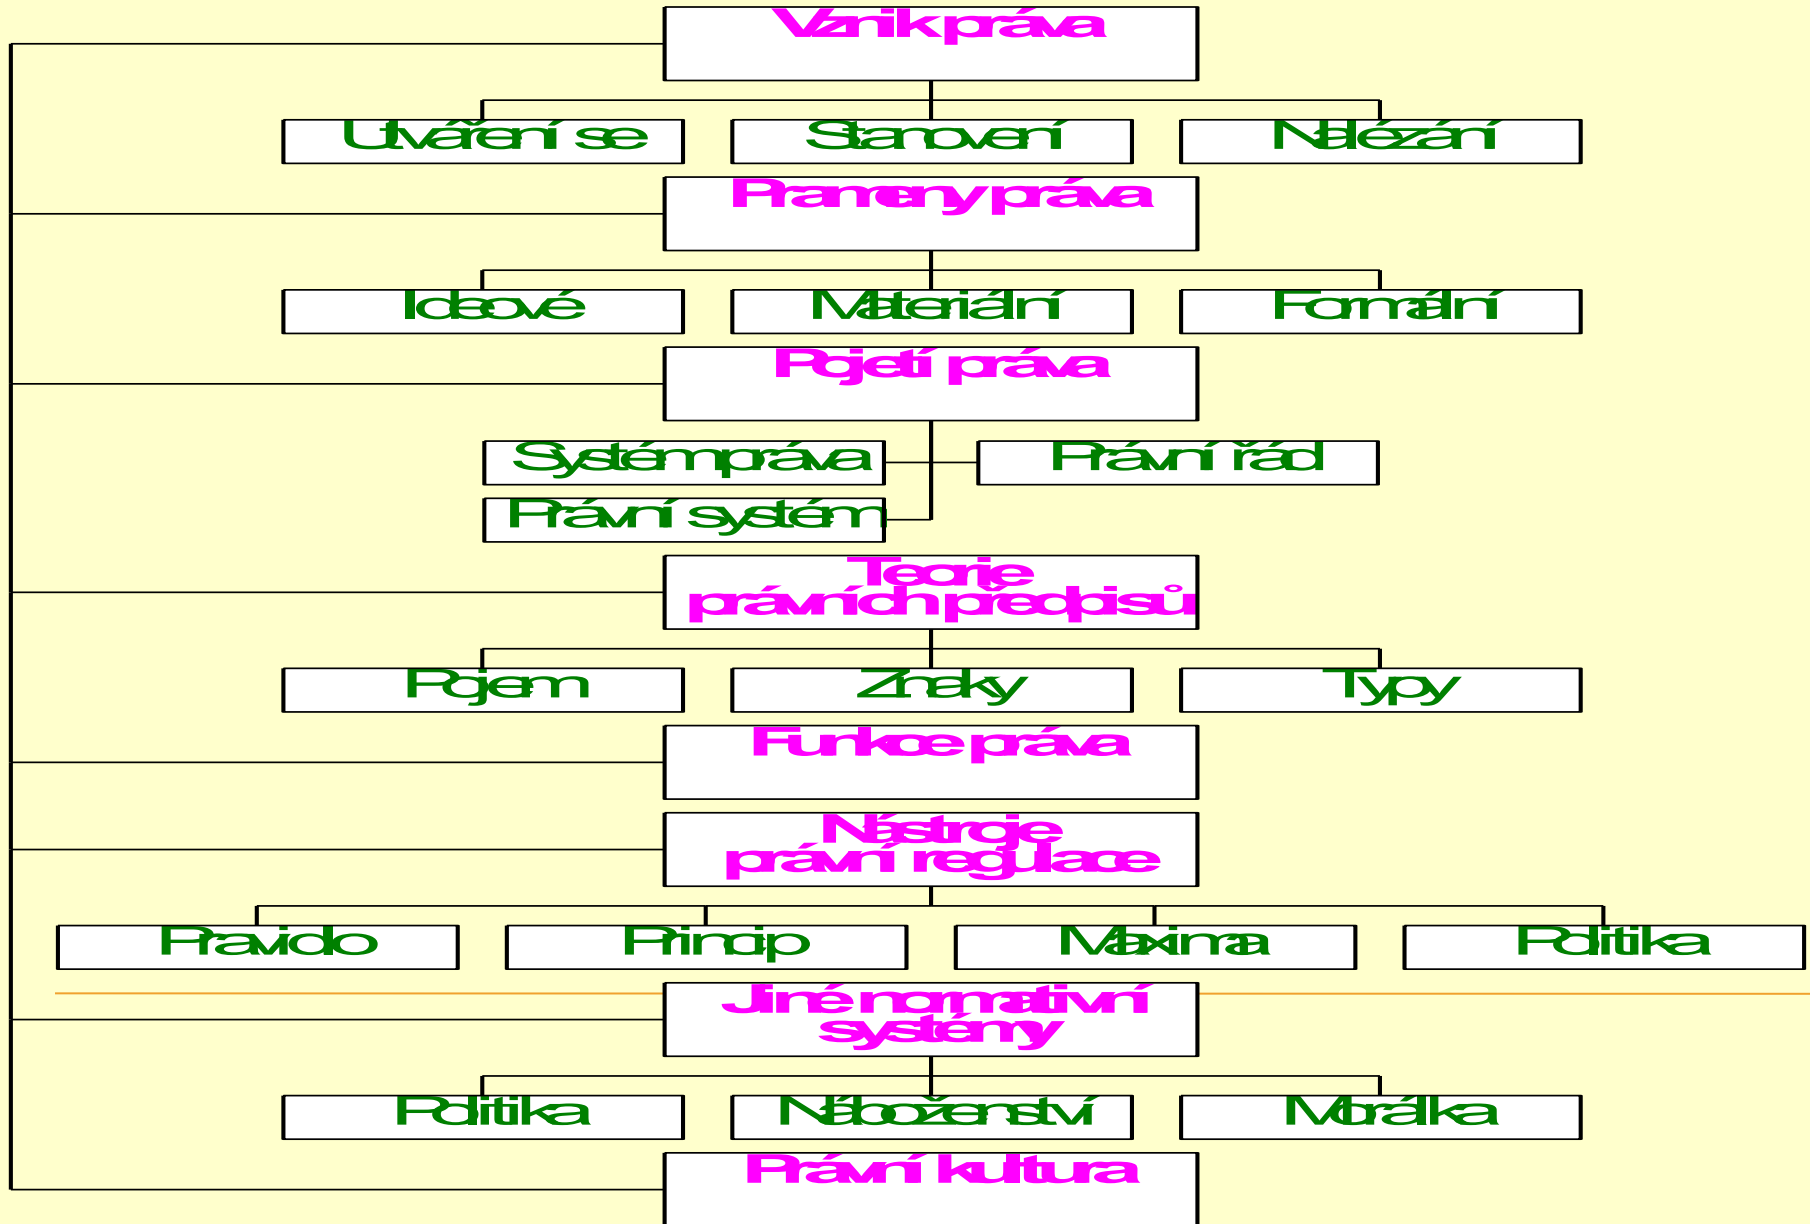 Vznik práva
Utváření se
Stanovení
Nalézání
Prameny práva
Ideové
Materiální
Formální
Pojetí práva
Systém práva
Právní řád
Právní systém
Teorie
právních předpisů
Pojem
Znaky
Typy
Funkce práva
Nástroje
právní regulace
Pravidlo
Princip
Maxima
Politika
Jiné normativní
systémy
Politika
Náboženství
Morálka
Právní kultura